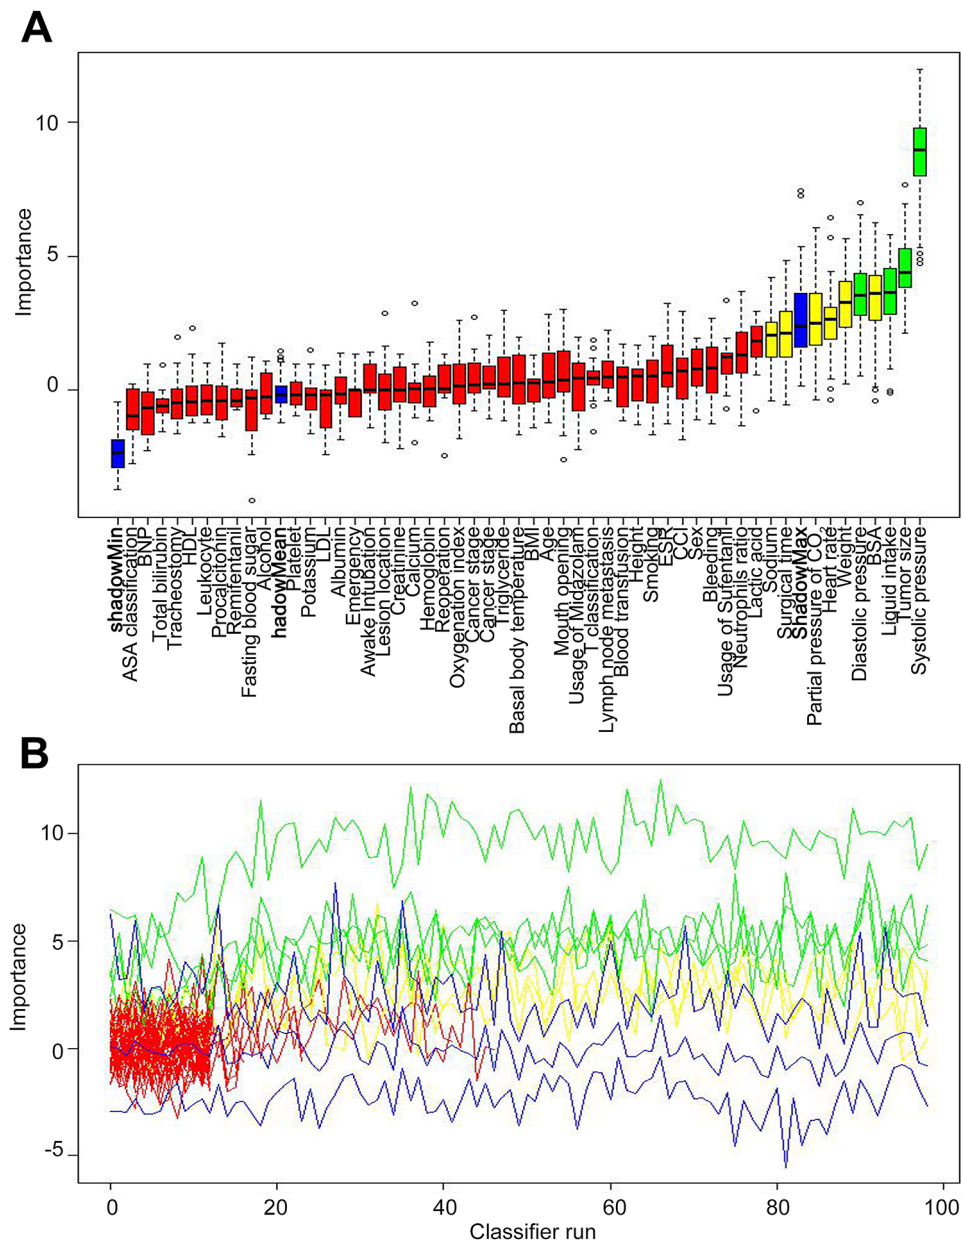 A
10
5
0
Importance
shadowMin
ASA classification
BNP
Total bilirubin
Tracheostomy
HDL
Leukocyte
Procalcitonin
Remifentanil
Fasting blood sugar
Alcohol
hadowMean
Platelet
Potassium
LDL
Albumin
Emergency
Awake Intubation
Lesion location
Creatinine
Calcium
Hemoglobin
Reoperation
Oxygenation index
Cancer stage
Cancer stage
Triglyceride
Basal body temperature
BMI
Age
Mouth opening
Usage of Midazolam
T classification
Lymph node metastasis
Blood transfusion
Height
Smoking
ESR
CCI
Sex
Bleeding
Usage of Sufentanil
Neutrophils ratio
Lactic acid
Sodium
Surgical time
ShadowMax
Partial pressure of CO2
Heart rate
Weight
Diastolic pressure
BSA
Liquid intake
Tumor size
Systolic pressure
B
10
5
0
-5
Importance
0
20
40
60
80
100
Classifier run